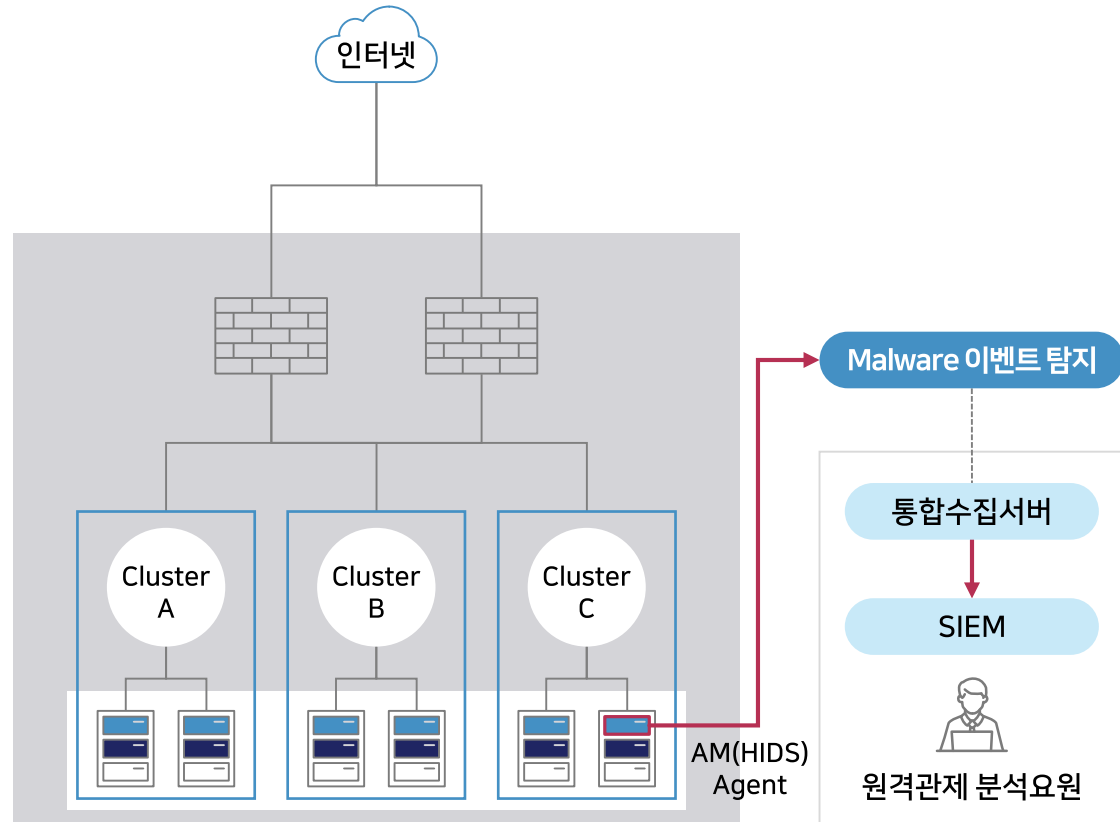 인터넷
Malware 이벤트 탐지
통합수집서버
Cluster
A
Cluster
B
Cluster
C
SIEM
AM(HIDS)
Agent
원격관제 분석요원